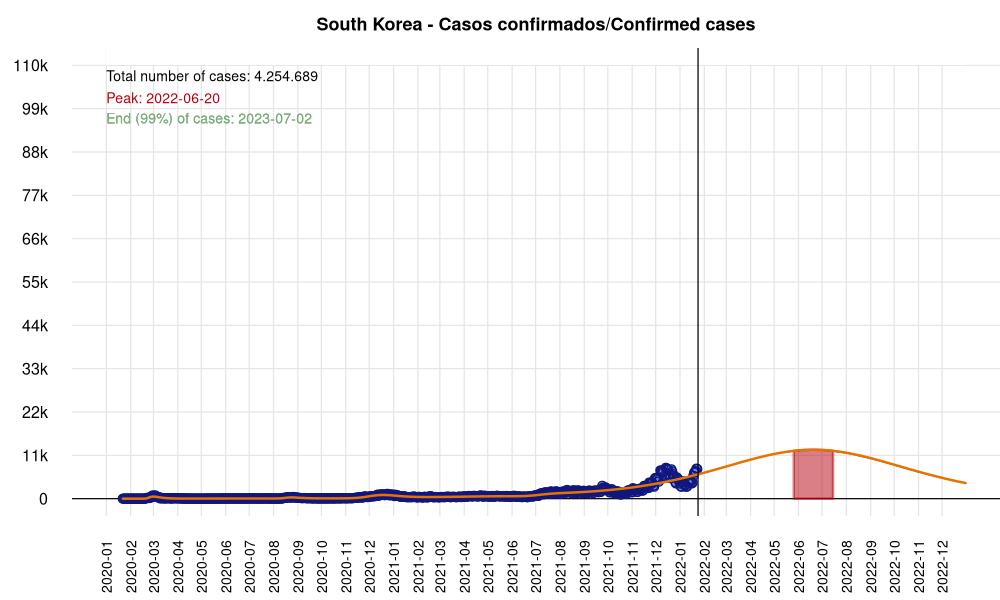 South Korea - Casos confirmados/Confirmed cases
110k
Total number of cases: 4.254.689
Peak: 2022-06-20
99k
End (99%) of cases: 2023-07-02
88k
77k
66k
55k
44k
33k
22k
11k
0
2020-01
2020-02
2020-03
2020-04
2020-05
2020-06
2020-07
2020-08
2020-09
2020-10
2020-11
2020-12
2021-01
2021-02
2021-03
2021-04
2021-05
2021-06
2021-07
2021-08
2021-09
2021-10
2021-11
2021-12
2022-01
2022-02
2022-03
2022-04
2022-05
2022-06
2022-07
2022-08
2022-09
2022-10
2022-11
2022-12